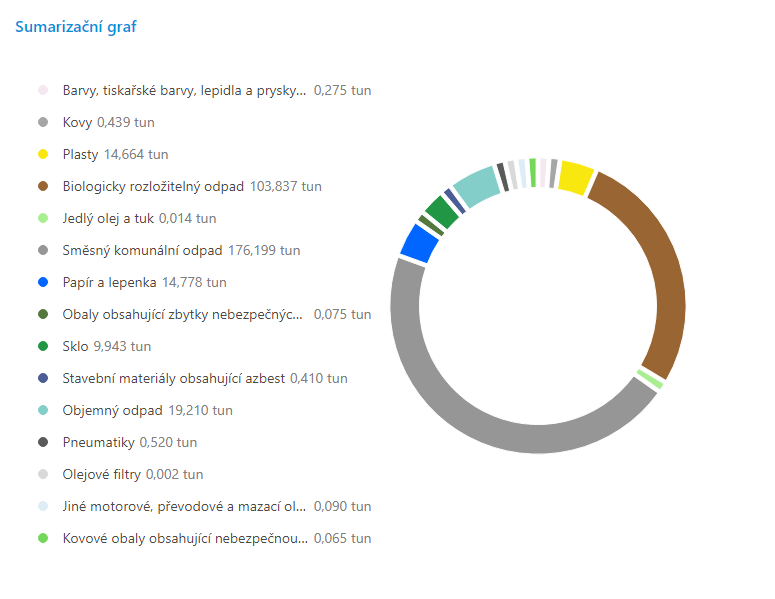 Sumarizační graf
Barvy, tiskařské barvy, lepidla a prysky... 0,275 tun
Kovy 0,439 tun
Plasty 14,664 tun
Biologicky rozložitelný odpad 103,837 tun
Jedlý olej a tuk 0,014 tun
Směsný komunální odpad 176,199 tun
Papír a lepenka 14,778 tun
Obaly obsahující zbytky nebezpečnýc... 0,075 tun
Sklo 9,943 tun
Stavební materiály obsahující azbest 0,410 tun
Objemný odpad 19,210 tun
Pneumatiky 0,520 tun
Olejové filtry 0,002 tun
Jiné motorové, převodové a mazací ol... 0,090 tun
Kovové obaly obsahující nebezpečnou... 0,065 tun